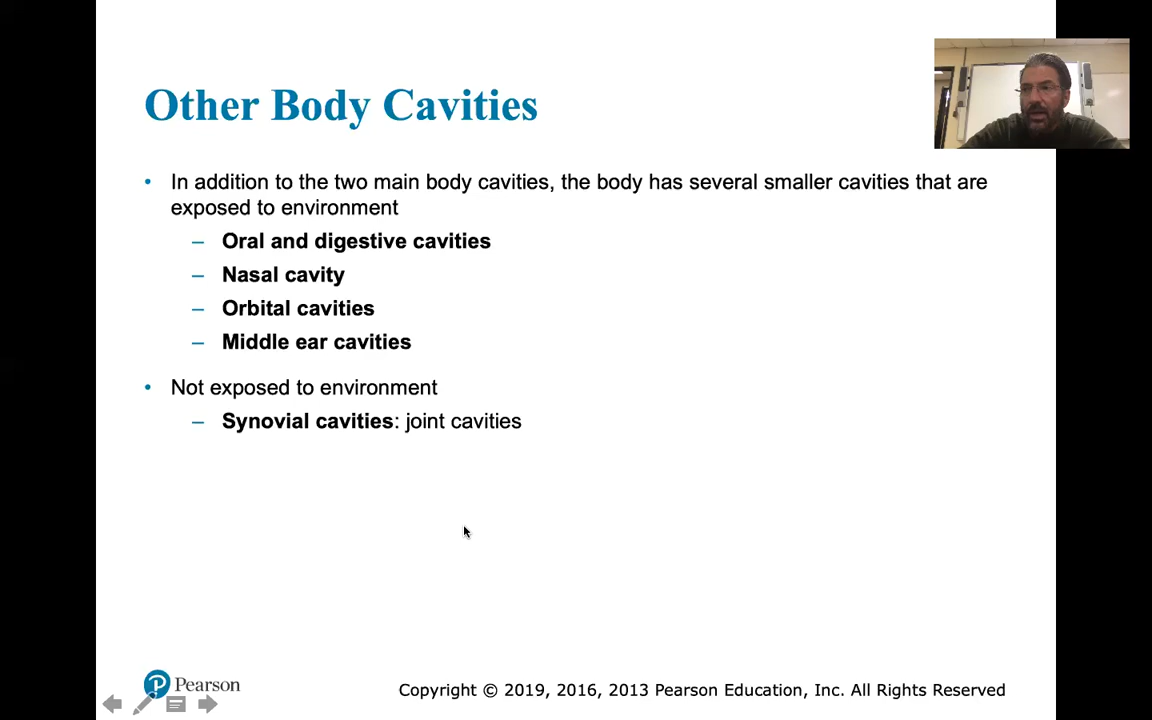 Other Body Cavities
• In addition to the two main body cavities, the body has several smaller cavities that are
exposed to environment
– Oral and digestive cavities
– Nasal cavity
– Orbital cavities
– Middle ear cavities
• Not exposed to environment
– Synovial cavities: joint cavities
Pearson
Copyright © 2019, 2016, 2013 Pearson Education, Inc. All Rights Reserved